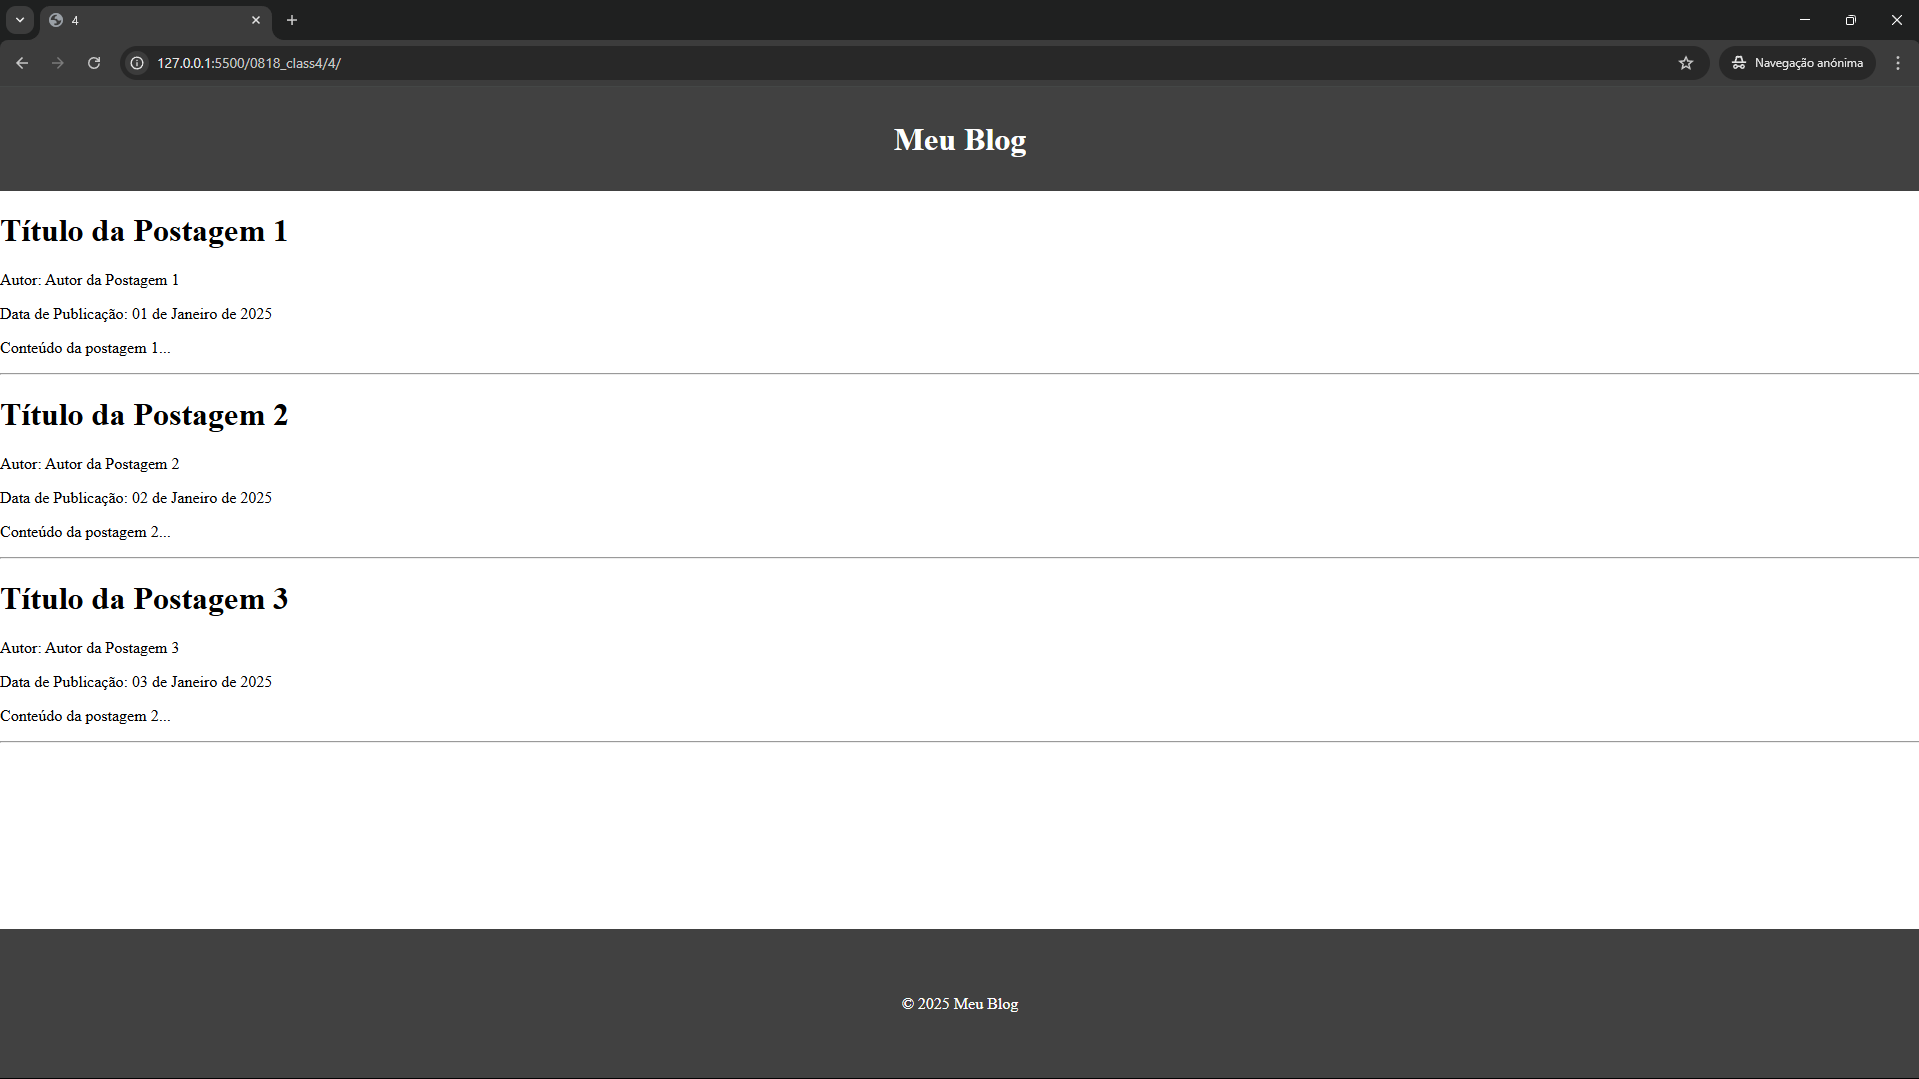 4
127.0.0.1:5500/0818_class4/4/
Navegação anónima
Meu Blog
Título da Postagem 1
Autor: Autor da Postagem 1
Data de Publicação: 01 de Janeiro de 2025
Conteúdo da postagem 1...
Título da Postagem 2
Autor: Autor da Postagem 2
Data de Publicação: 02 de Janeiro de 2025
Conteúdo da postagem 2...
Título da Postagem 3
Autor: Autor da Postagem 3
Data de Publicação: 03 de Janeiro de 2025
Conteúdo da postagem 2...
© 2025 Meu Blog